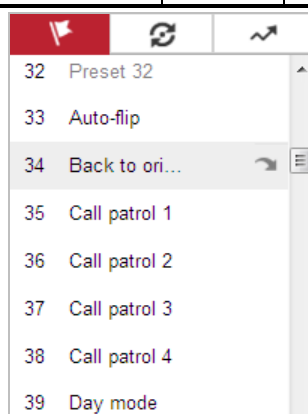 32 Preset 32
33 Auto-flip
34 Back to ori...
35 Call patrol 1
36 Call patrol 2
37 Call patrol 3
38 Call patrol 4
39 Day mode